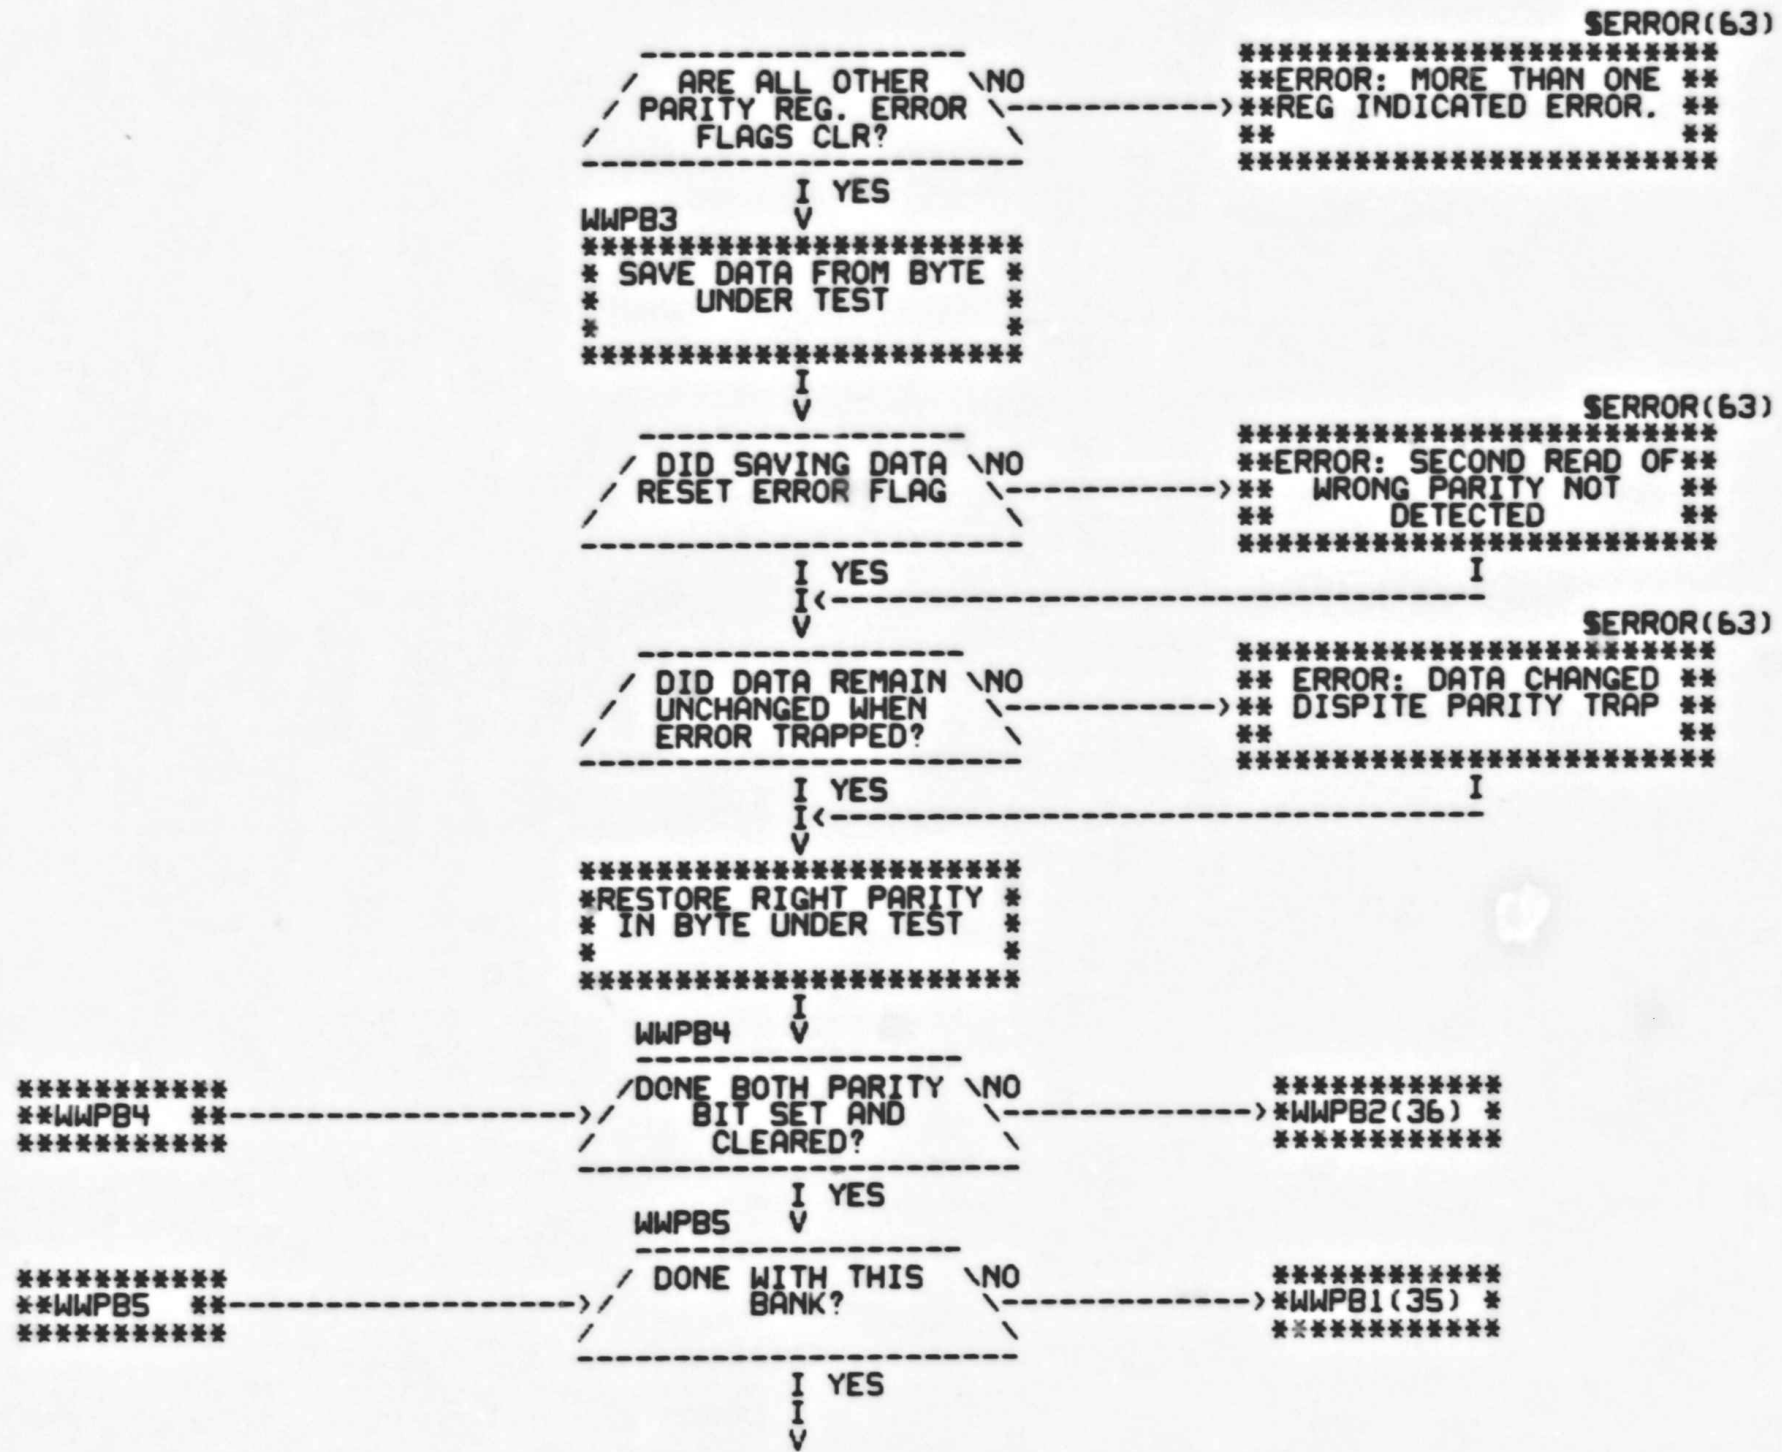 $ERROR(63)
ARE ALL OTHER NO
PARITY REG. ERROR
FLAGS CLR?
**ERROR: MORE THAN ONE **
**REG INDICATED ERROR. **
I YES
WWPB3 V
* SAVE DATA FROM BYTE *
* UNDER TEST *
I
V
$ERROR(63)
/ DID SAVING DATA \NO
/ RESET ERROR FLAG \
**ERROR: SECOND READ OF**
** WRONG PARITY NOT **
** DETECTED **
I YES
I
V
$ERROR(63)
/ DID DATA REMAIN \NO
/ UNCHANGED WHEN \
/ ERROR TRAPPED? \
** ERROR: DATA CHANGED **
** DISPITE PARITY TRAP **
I YES
I
V
*RESTORE RIGHT PARITY *
* IN BYTE UNDER TEST *
I
WWPB4 V
/DONE BOTH PARITY \NO
/ BIT SET AND \
/ CLEARED? \
**WWPB4 **
*WWPB2(36) *
I YES
WWPB5 V
/ DONE WITH THIS \NO
/ BANK? \
**WWPB5 **
*WWPB1(35) *
I YES
I
V